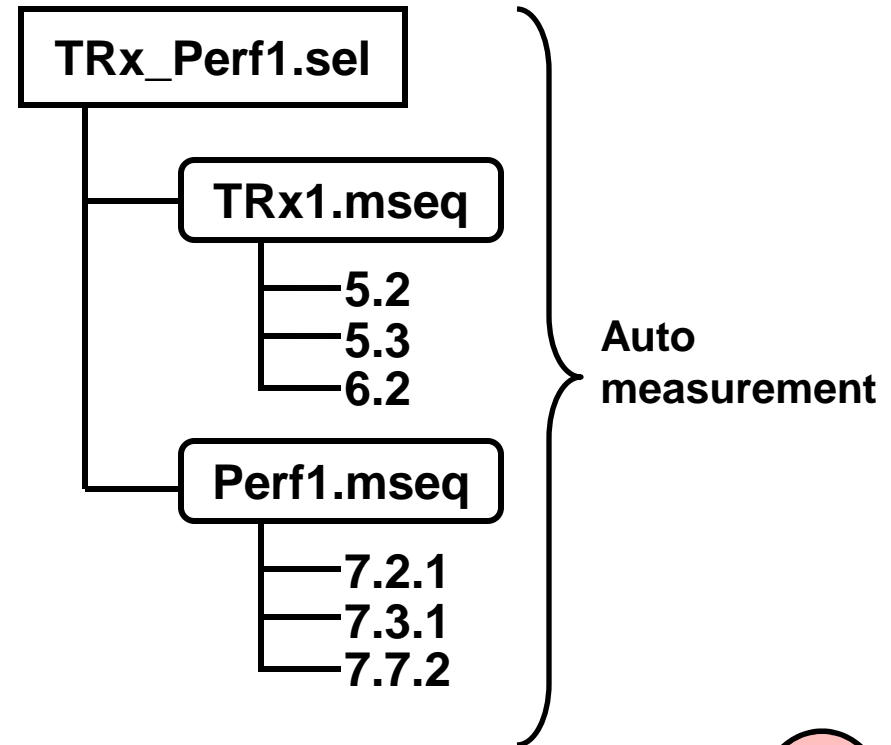 TRx_Perf1.sel
TRx1.mseq
5.2
5.3
6.2
Perf1.mseq
7.2.1
7.3.1
7.7.2
Auto
measurement